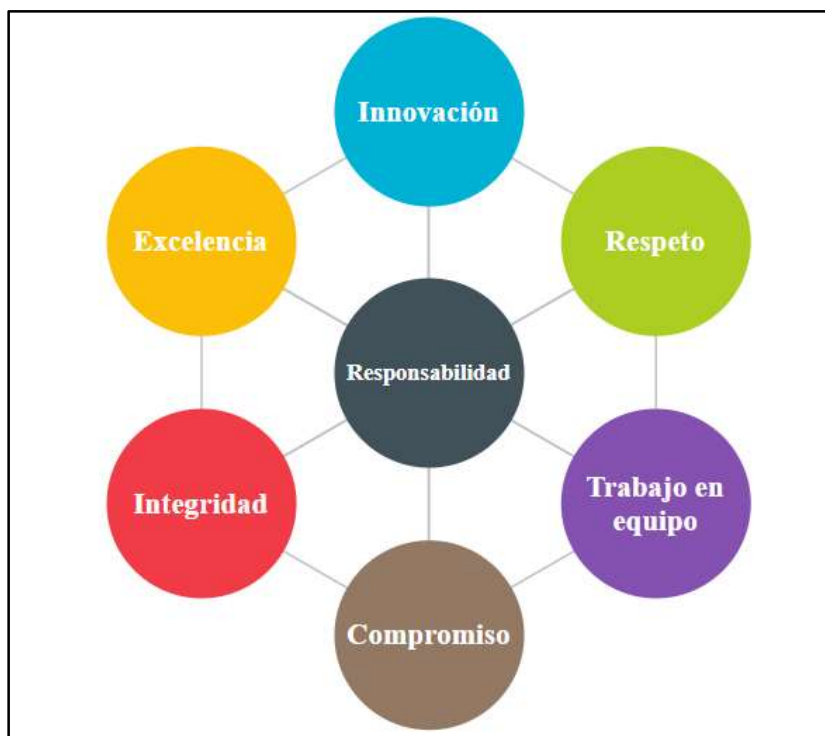 Innovación
Excelencia
Respeto
Responsabilidad
Integridad
Trabajo en
equipo
Compromiso